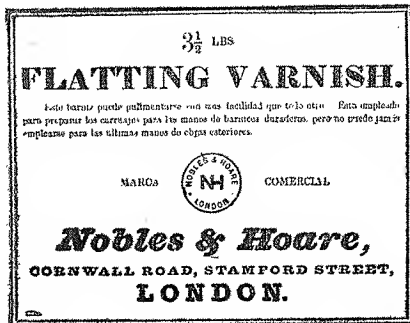 3½ LBS.
FLATTING VARNISH.
Este barniz puede pulimentarse con mas facilidad que todo otro Esta empleado
para preparar los carruajes para las manos de barnices duraderos, pero no puede jamás
emplearse para las ultimas manos de obras esteriores.
MARCA
NOBLES & HOARE
NH
LONDON
COMERCIAL
Nobles & Hoare,
CORNWALL ROAD, STAMFORD STREET,
LONDON.